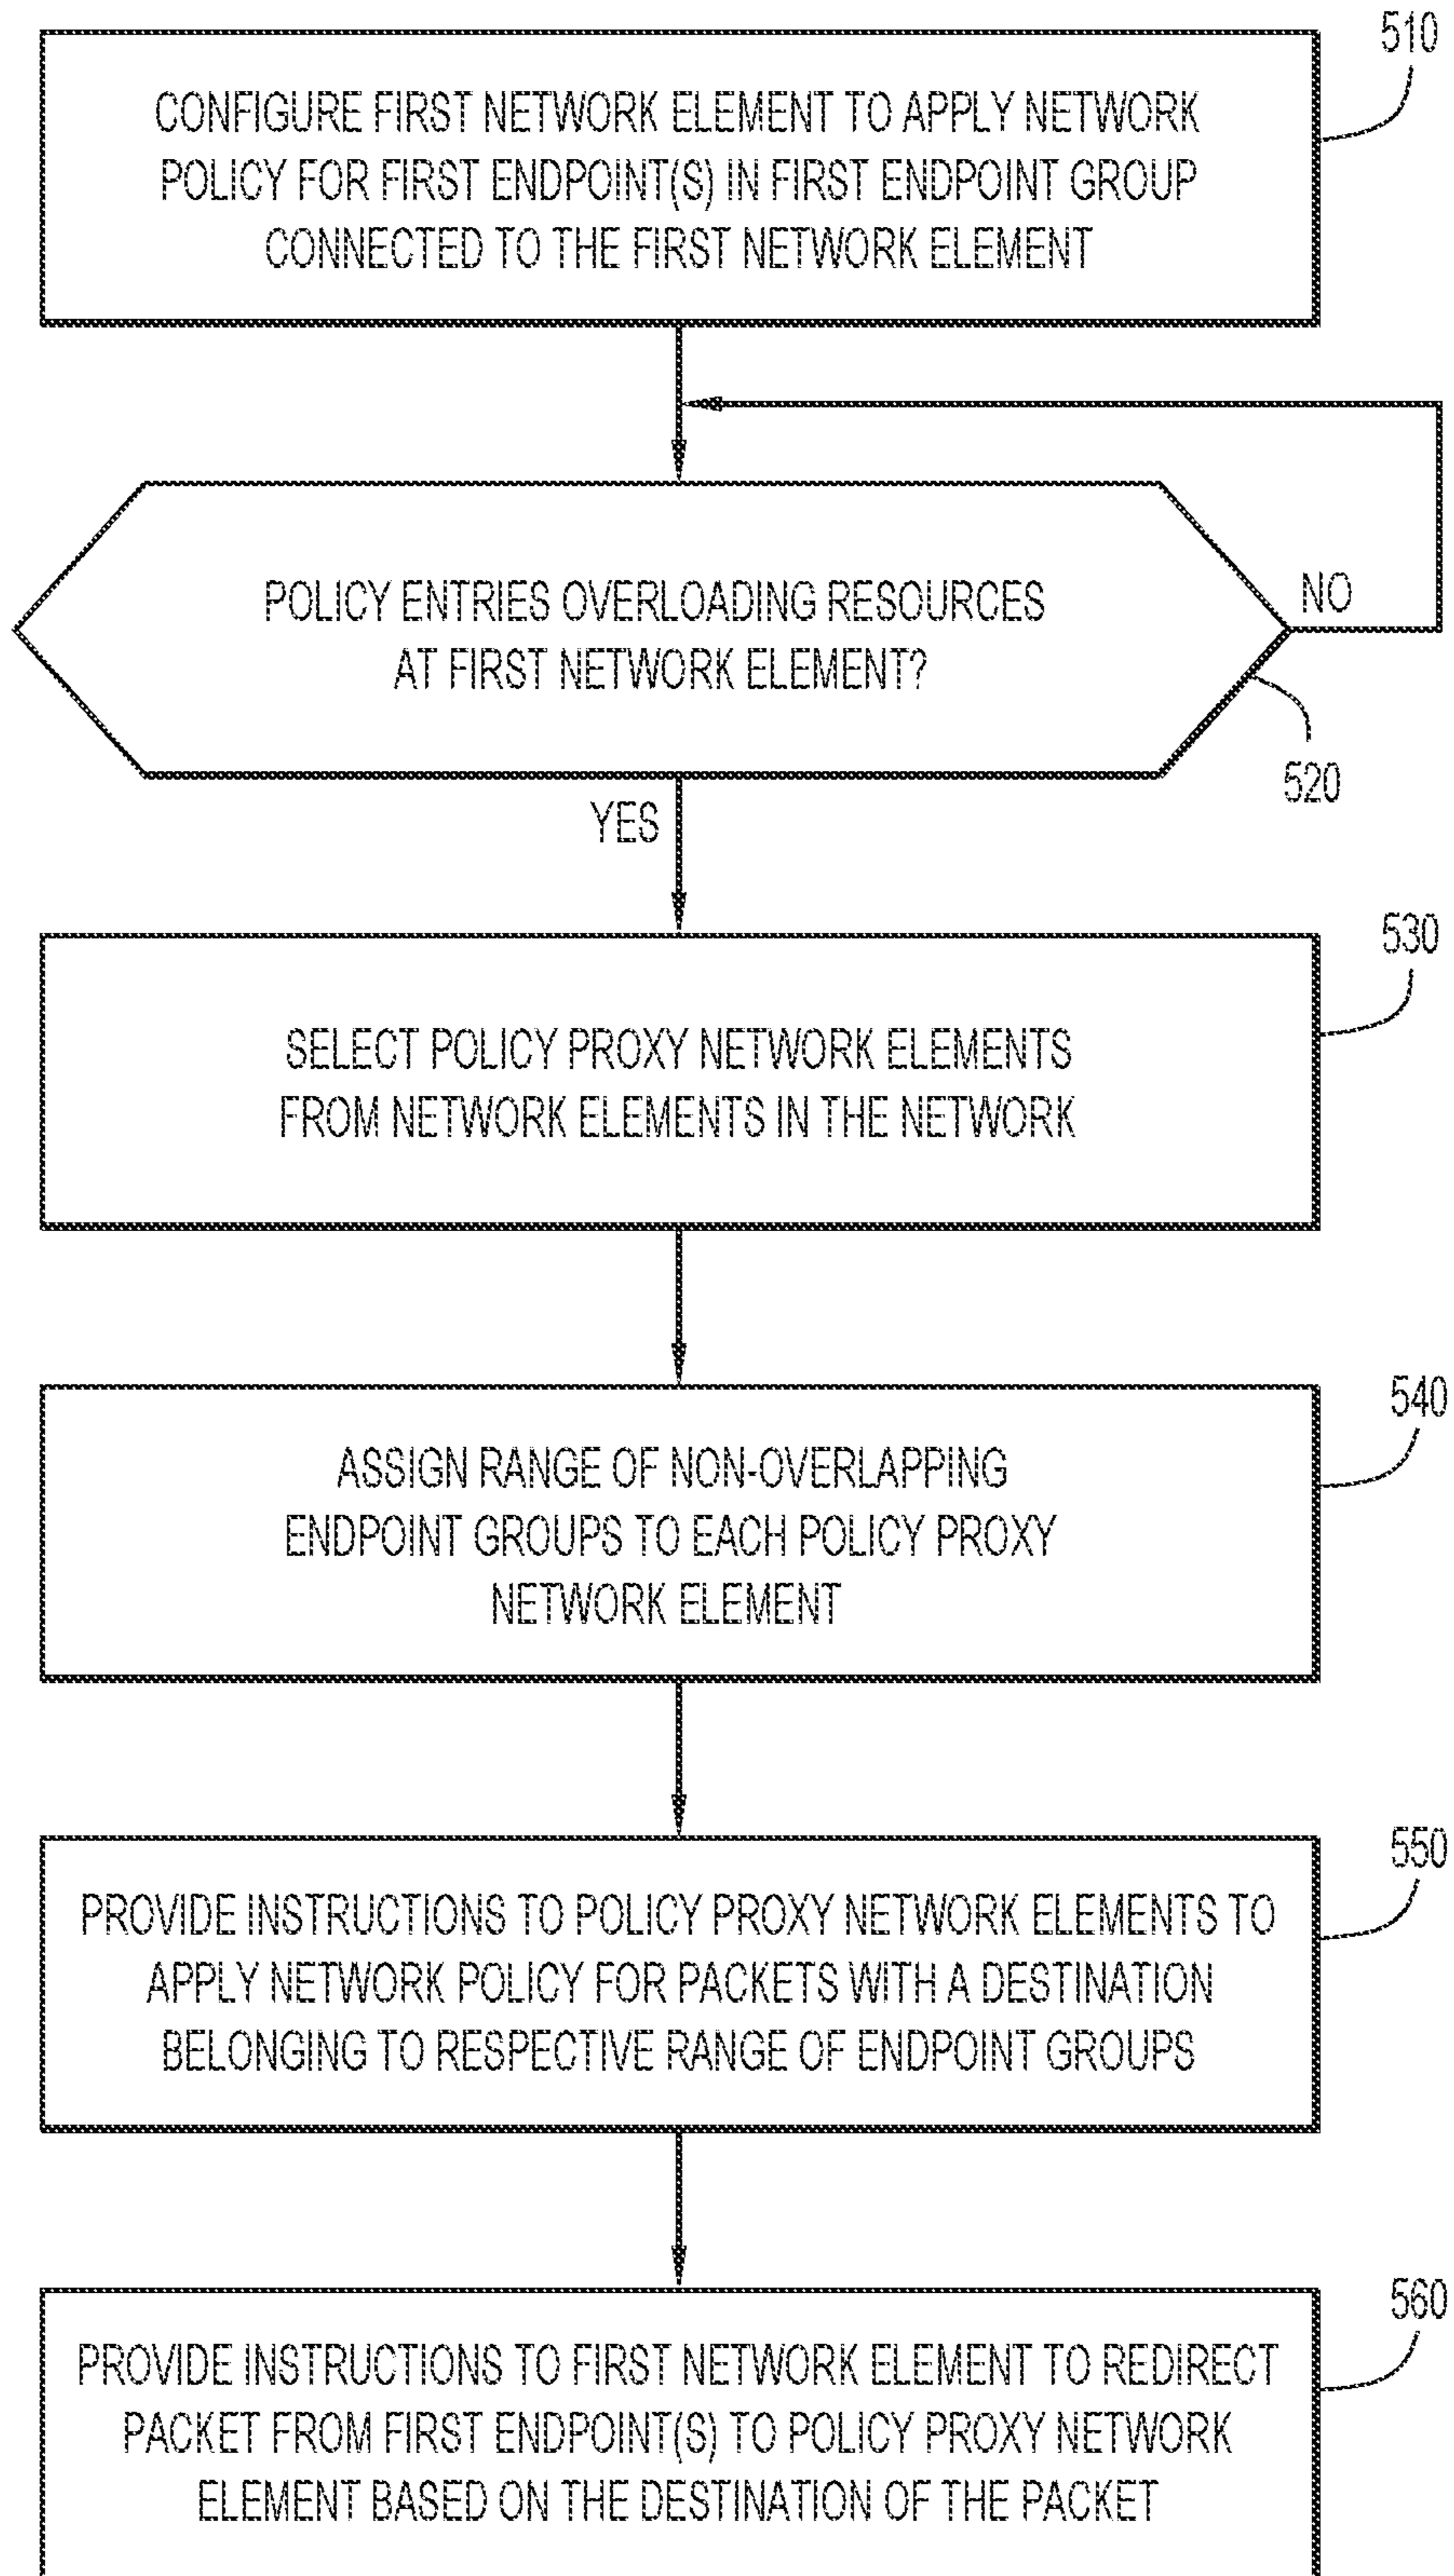 510
CONFIGURE FIRST NETWORK ELEMENT TO APPLY NETWORK
POLICY FOR FIRST ENDPOINT(S) IN FIRST ENDPOINT GROUP
CONNECTED TO THE FIRST NETWORK ELEMENT
POLICY ENTRIES OVERLOADING RESOURCES
AT FIRST NETWORK ELEMENT?
NO
520
YES
530
SELECT POLICY PROXY NETWORK ELEMENTS
FROM NETWORK ELEMENTS IN THE NETWORK
540
ASSIGN RANGE OF NON-OVERLAPPING
ENDPOINT GROUPS TO EACH POLICY PROXY
NETWORK ELEMENT
550
PROVIDE INSTRUCTIONS TO POLICY PROXY NETWORK ELEMENTS TO
APPLY NETWORK POLICY FOR PACKETS WITH A DESTINATION
BELONGING TO RESPECTIVE RANGE OF ENDPOINT GROUPS
560
PROVIDE INSTRUCTIONS TO FIRST NETWORK ELEMENT TO REDIRECT
PACKET FROM FIRST ENDPOINT(S) TO POLICY PROXY NETWORK
ELEMENT BASED ON THE DESTINATION OF THE PACKET